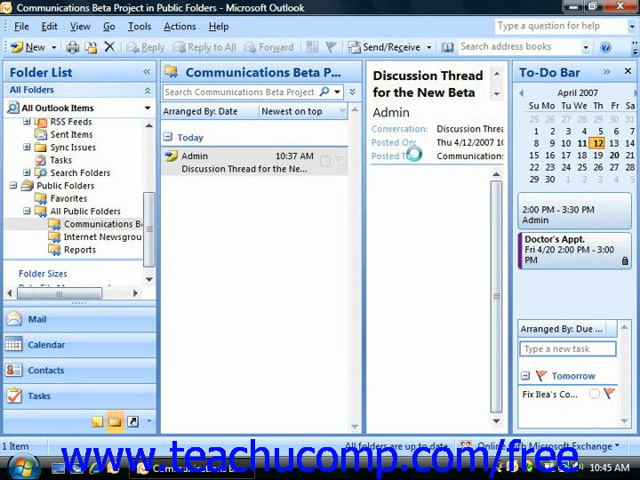 Communications Beta Project in Public Folders - Microsoft Outlook
File Edit View Go Tools Actions Help
Type a question for help
New Reply Reply to All Forward Send/Receive Search address books
Folder List «
All Folders
All Outlook Items
RSS Feeds
Sent Items
Sync Issues
Tasks
Search Folders
Public Folders
Favorites
All Public Folders
Communications Be
Internet Newsgrou
Reports
Folder Sizes
Mail
Calendar
Contacts
Tasks
Communications Beta P...
Search Communications Beta Project
Arranged By: Date Newest on top
Today
Admin 10:37 AM
Discussion Thread for the Ne...
Discussion Thread
for the New Beta
Admin
Conversation: Discussion Threa
Posted On: Thu 4/12/2007 10
Posted T Communications
To-Do Bar » ×
April 2007
Su Mo Tu We Th Fr Sa
25 26 27 28 29 30 31
1 2 3 4 5 6 7
8 9 10 11 12 13 14
15 16 17 18 19 20 21
22 23 24 25 26 27 28
29 30 1 2 3 4 5
2:00 PM - 3:30 PM
Admin
Doctor's Appt.
Fri 4/20 2:00 PM - 3:00
PM
Arranged By: Due ...
Type a new task
Tomorrow
Fix Ilea's Co...
1 Item All folders are up to date. Online with Microsoft Exchange
www.teachucomp.com/free
10:45 AM